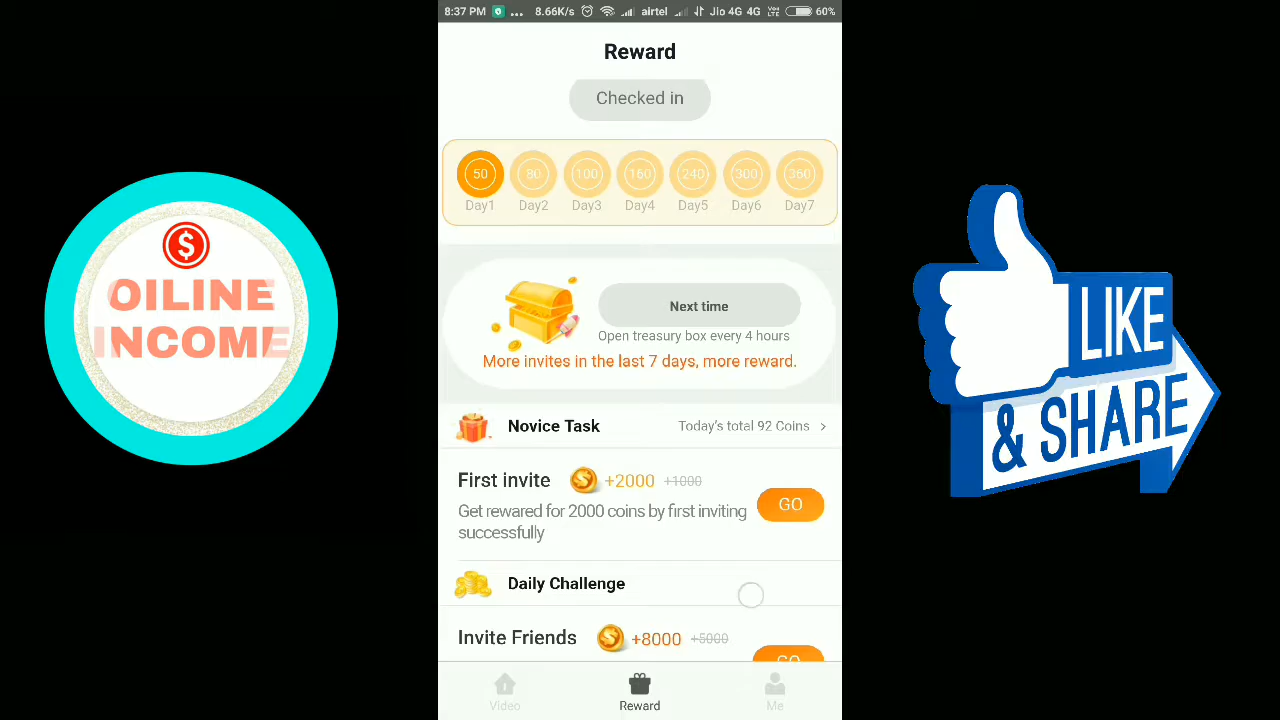 8:37 PM ... 8.66K/s airtel Jio 4G 4G VoLTE 60%
Reward
Checked in
50 80 100 160 240 300 360
Day1 Day2 Day3 Day4 Day5 Day6 Day7
Next time
Open treasury box every 4 hours
More invites in the last 7 days, more reward.
Novice Task
Today's total 92 Coins >
First invite +2000 +1000
Get rewared for 2000 coins by first inviting
successfully
GO
Daily Challenge
Invite Friends +8000 +5000
GO
Video Reward Me
$
OILINE
INCOME
LIKE
& SHARE